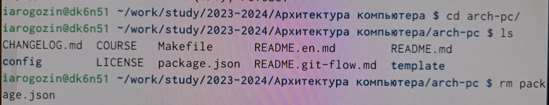 iarogozin@dk6n51 ~/work/study/2023-2024/Архитектура компьютера $ cd arch-pc/
iarogozin@dk6n51 ~/work/study/2023-2024/Архитектура компьютера/arch-pc $ ls
CHANGELOG.md COURSE Makefile README.en.md README.md
config LICENSE package.json README.git-flow.md template
iarogozin@dk6n51 ~/work/study/2023-2024/Архитектура компьютера/arch-pc $ rm pack
age.json